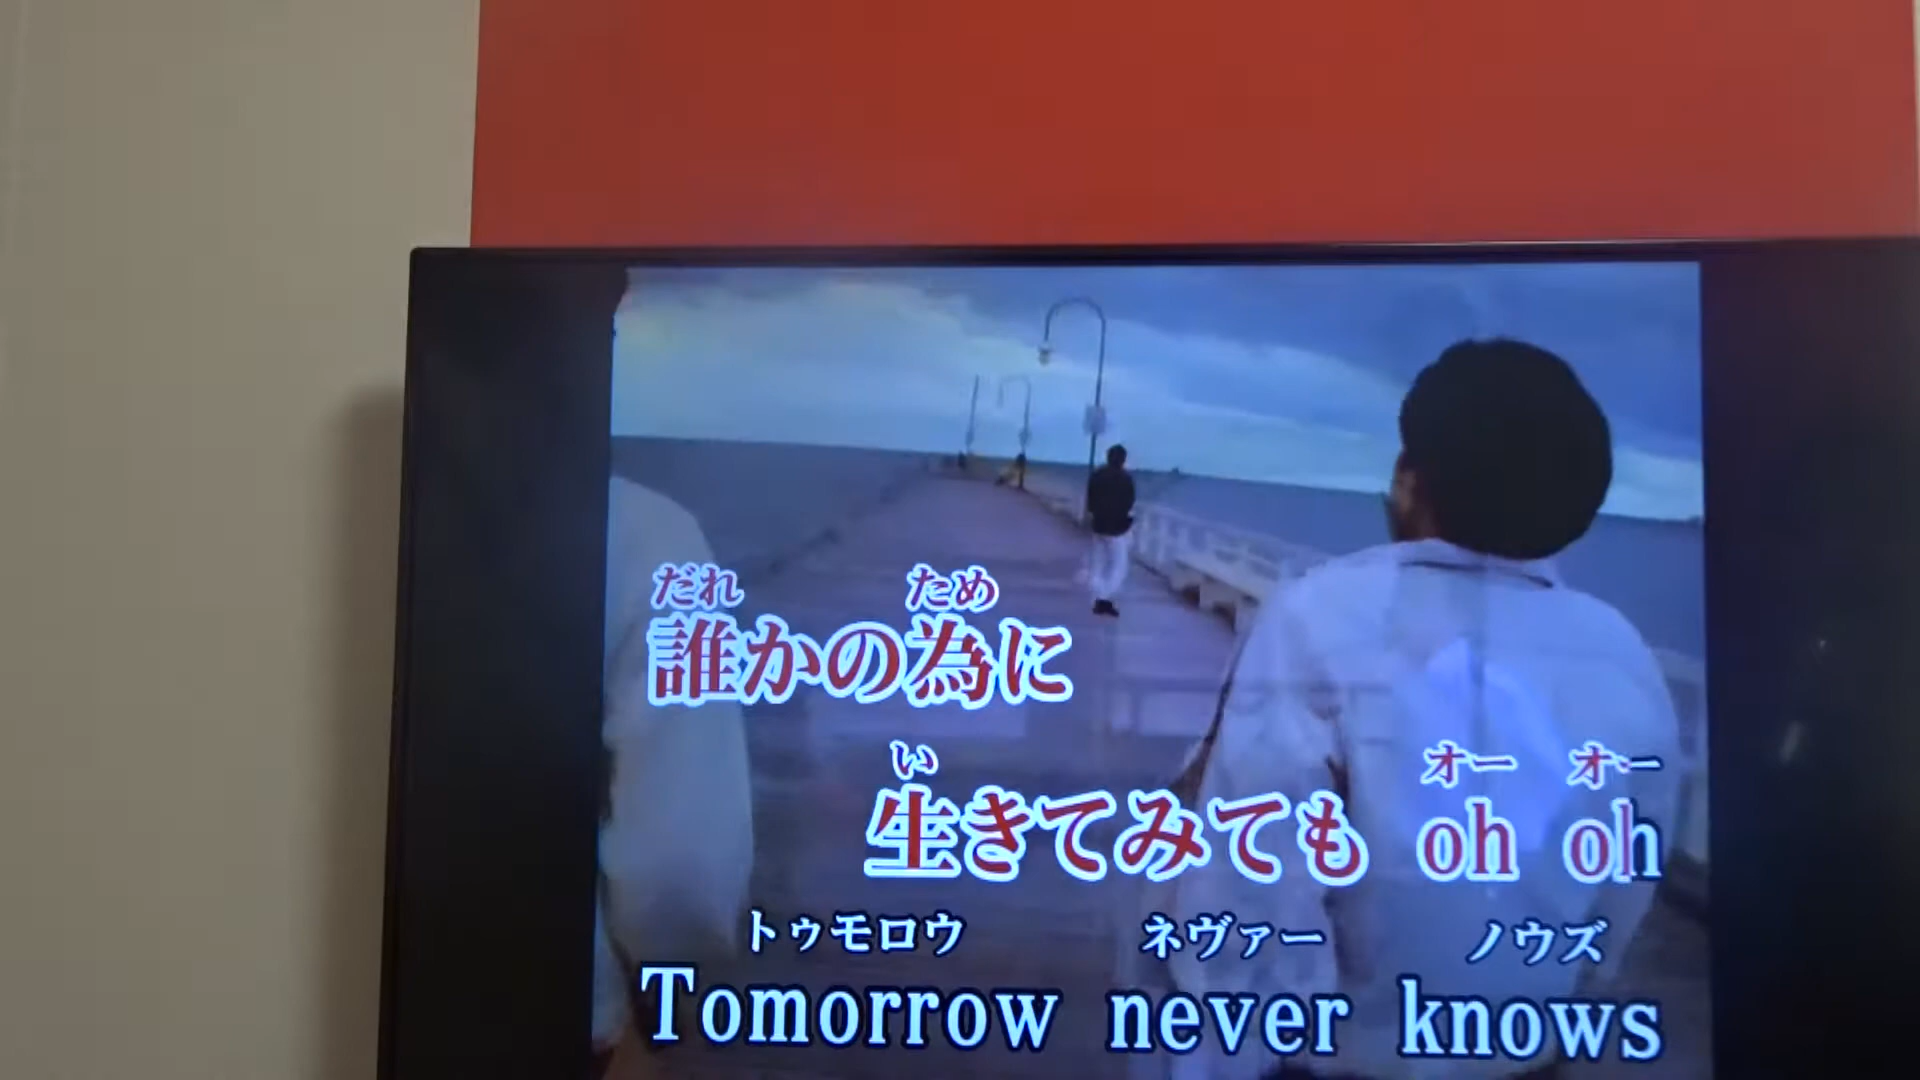 だれ ため
誰かの為に
い オー オー
生きてみても oh oh
トゥモロウ ネヴァー ノウズ
Tomorrow never knows